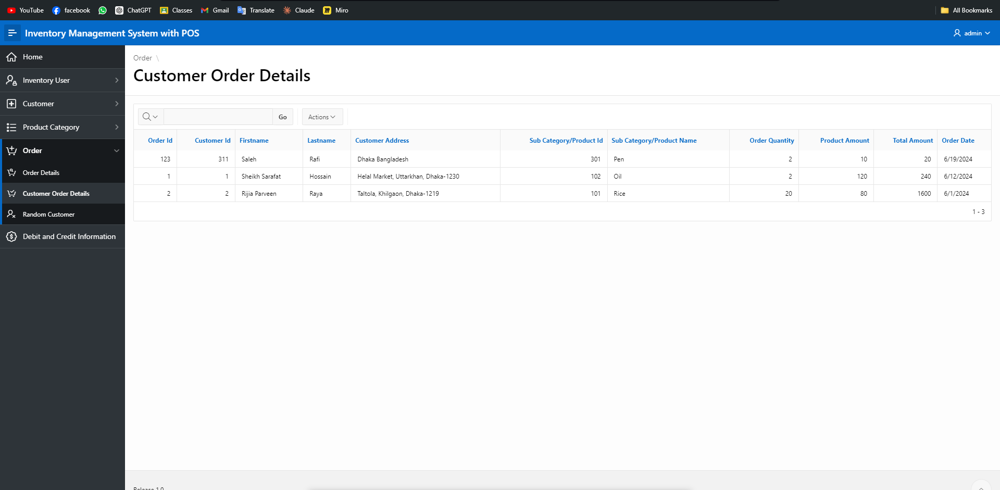 YouTube facebook ChatGPT Classes Gmail Translate Claude Miro All Bookmarks
Inventory Management System with POS admin
Home
Inventory User
Customer
Product Category
Order
Order Details
Customer Order Details
Random Customer
Debit and Credit Information
Order \
Customer Order Details
Go Actions
Order Id Customer Id Firstname Lastname Customer Address Sub Category/Product Id Sub Category/Product Name Order Quantity Product Amount Total Amount Order Date
123 311 Saleh Rafi Dhaka Bangladesh 301 Pen 2 10 20 6/19/2024
1 1 Sheikh Sarafat Hossain Helal Market, Uttarkhan, Dhaka-1230 102 Oil 2 120 240 6/12/2024
2 2 Rijia Parveen Raya Taltola, Khilgaon, Dhaka-1219 101 Rice 20 80 1600 6/1/2024
1 - 3
Release 1.0